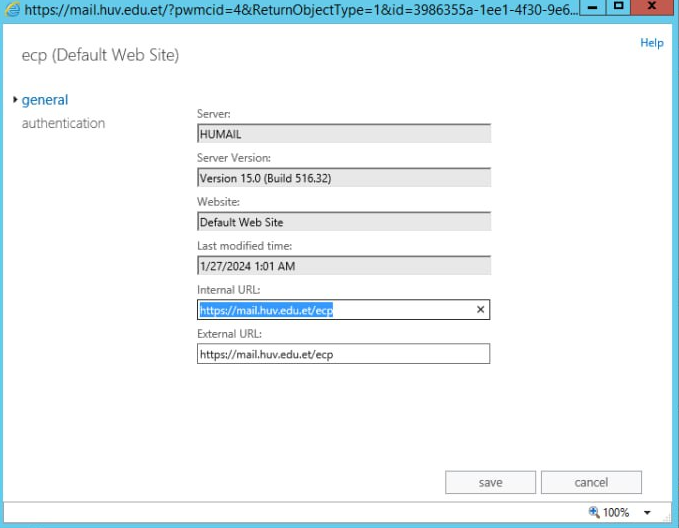 https://mail.huv.edu.et/?pwmcid=4&ReturnObjectType=1&id=3986355a-1ee1-4f30-9e6...
Help
ecp (Default Web Site)
general
authentication
Server:
HUMAIL
Server Version:
Version 15.0 (Build 516.32)
Website:
Default Web Site
Last modified time:
1/27/2024 1:01 AM
Internal URL:
https://mail.huv.edu.et/ecp
External URL:
https://mail.huv.edu.et/ecp
save cancel
100%